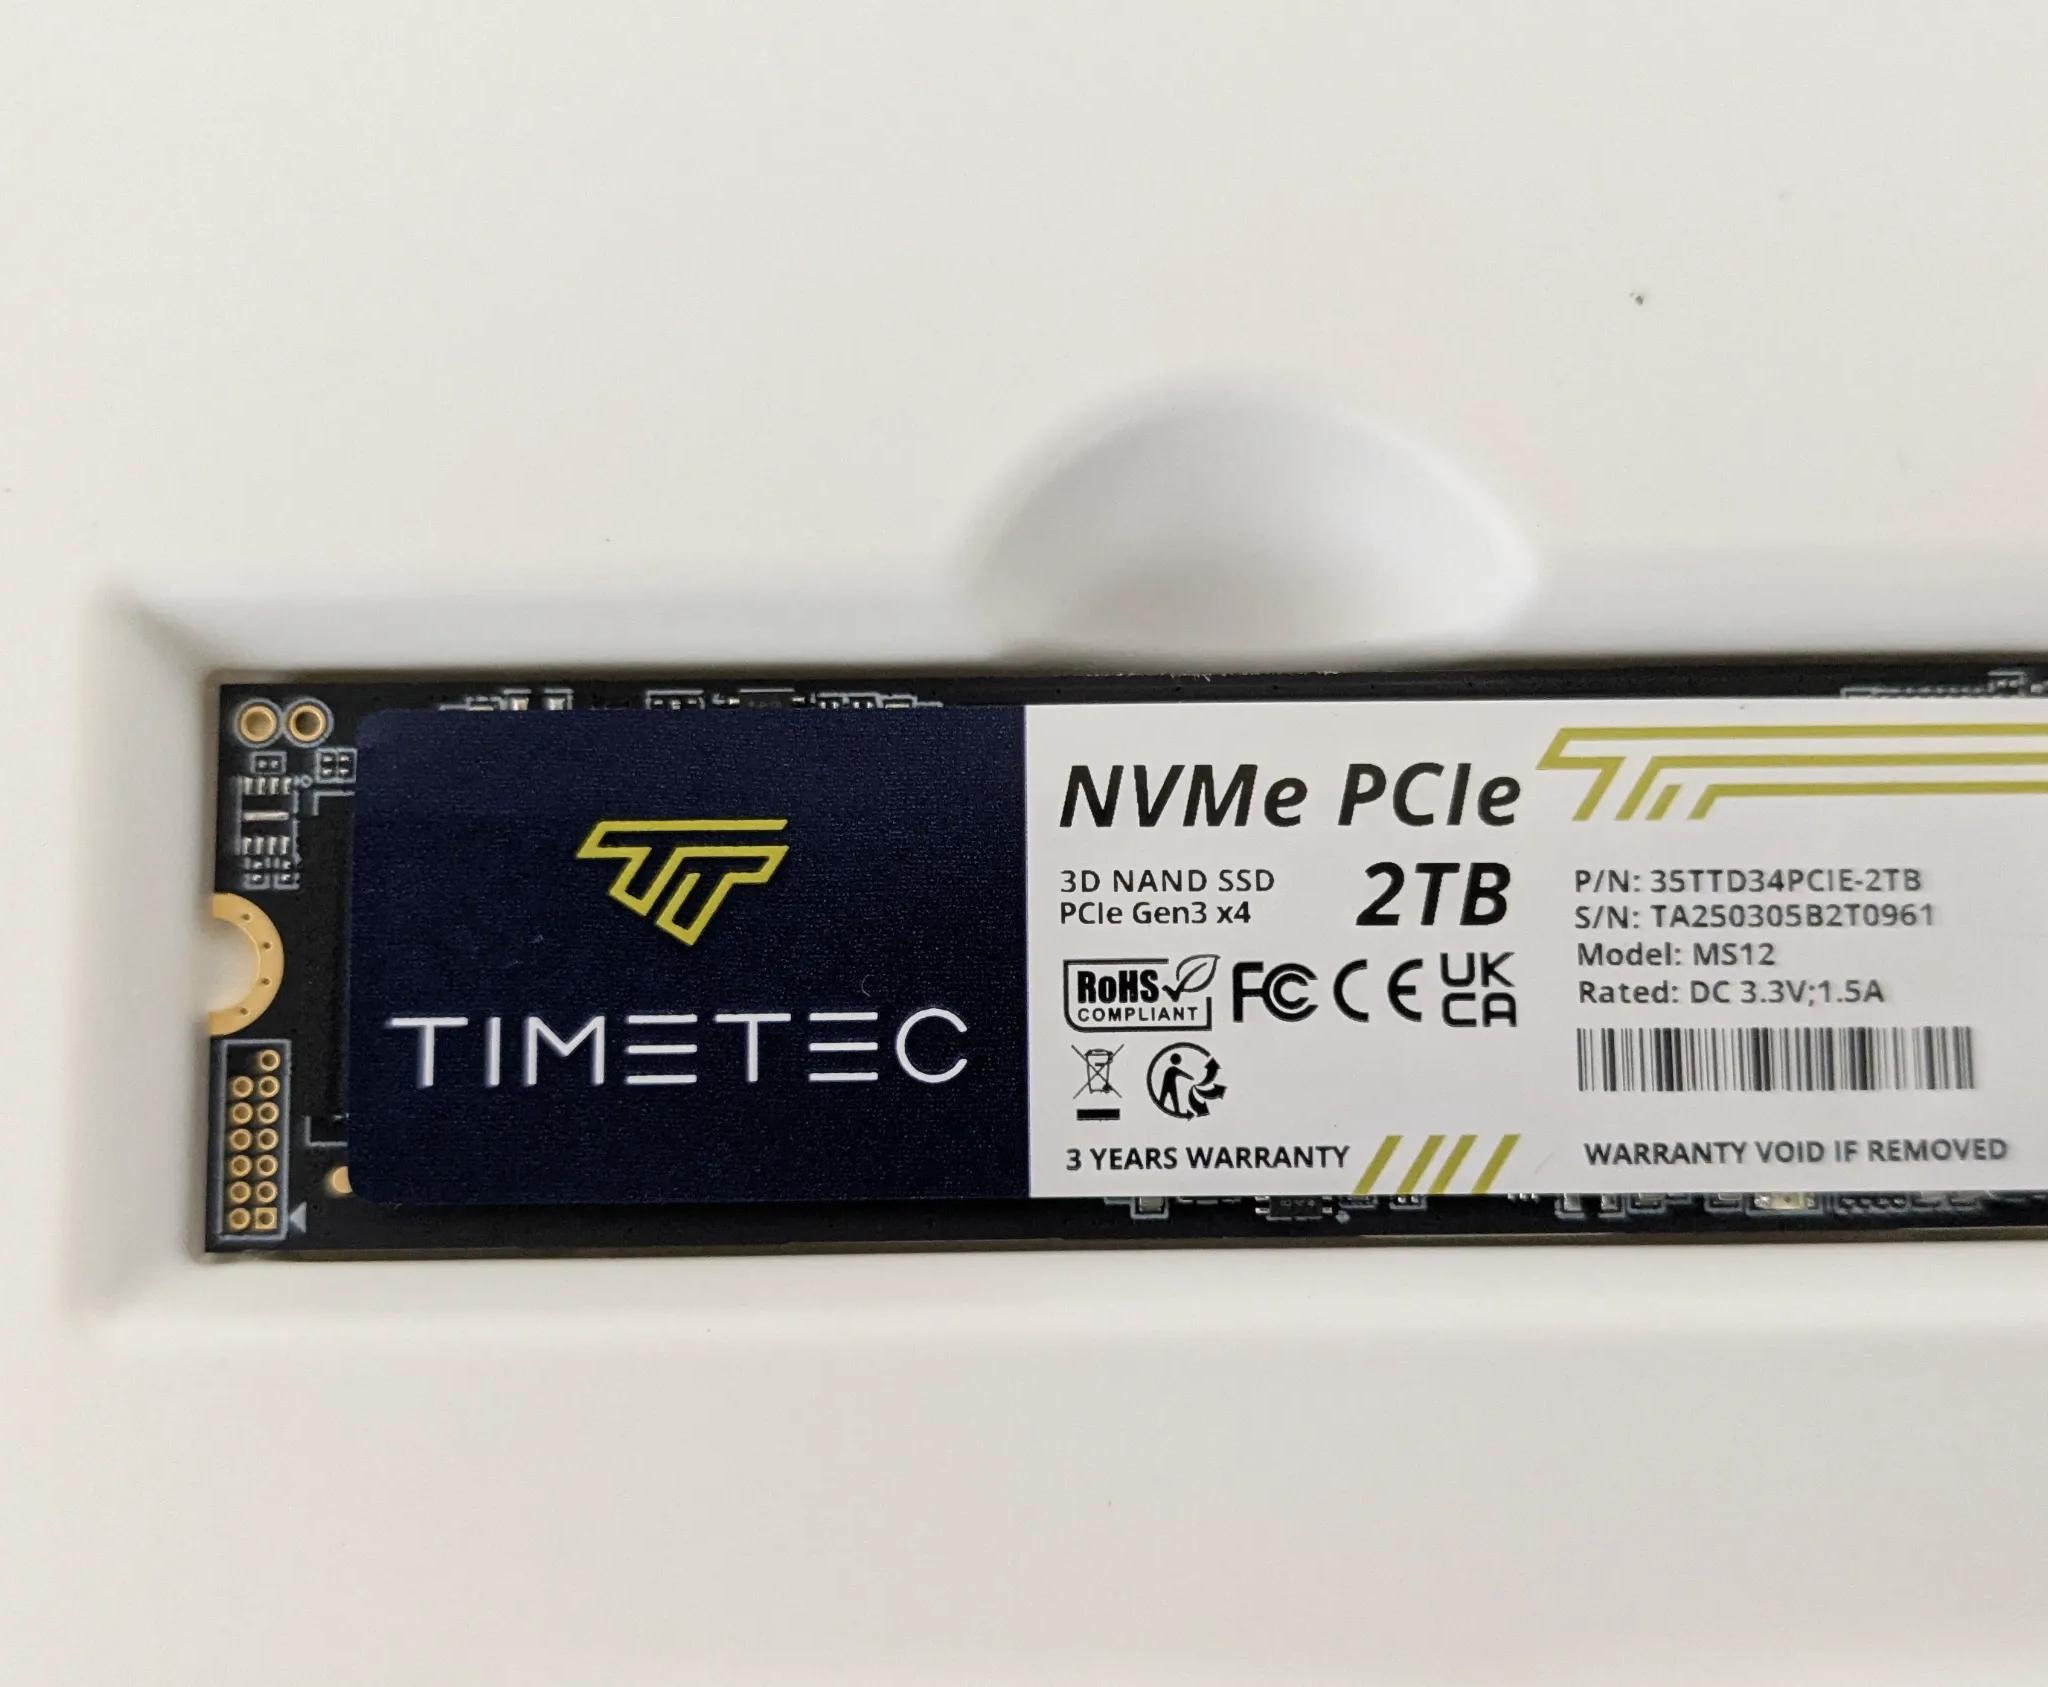 TIMETEC
NVMe PCIe
3D NAND SSD
PCIe Gen3 x4
2TB
RoHS
COMPLIANT
FC CE UK
CA
3 YEARS WARRANTY
P/N: 35TTD34PCIE-2TB
S/N: TA250305B2T0961
Model: MS12
Rated: DC 3.3V;1.5A
WARRANTY VOID IF REMOVED